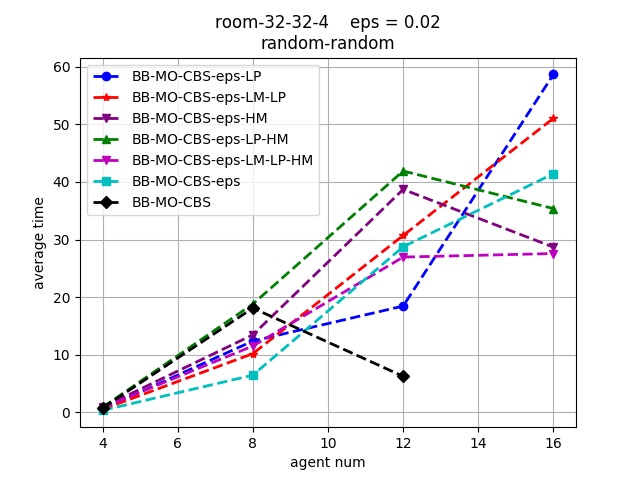 room-32-32-4    eps = 0.02
random-random
BB-MO-CBS-eps-LP
BB-MO-CBS-eps-LM-LP
BB-MO-CBS-eps-HM
BB-MO-CBS-eps-LP-HM
BB-MO-CBS-eps-LM-LP-HM
BB-MO-CBS-eps
BB-MO-CBS
average time
60
50
40
30
20
10
0
4 6 8 10 12 14 16
agent num